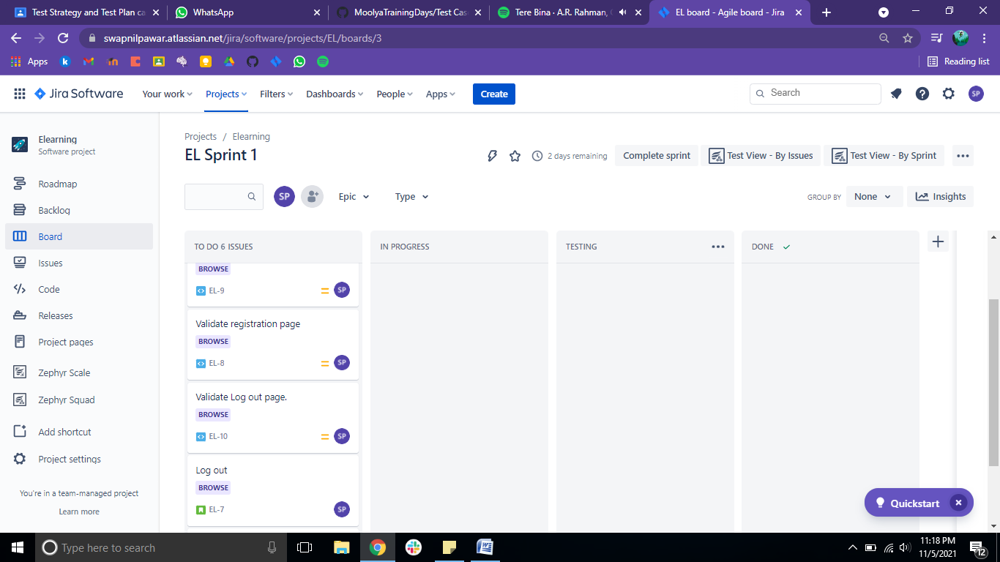 Test Strategy and Test Plan ca
WhatsApp
MoolyaTrainingDays/Test Cas
Tere Bina · A.R. Rahman,
EL board - Agile board - Jira
swapnilpawar.atlassian.net/jira/software/projects/EL/boards/3
Apps
Reading list
Jira Software
Your work
Projects
Filters
Dashboards
People
Apps
Create
Search
SP
Elearning
Software project
Roadmap
Backlog
Board
Issues
Code
Releases
Project pages
Zephyr Scale
Zephyr Squad
Add shortcut
Project settings
You're in a team-managed project
Learn more
Projects / Elearning
EL Sprint 1
2 days remaining
Complete sprint
Test View - By Issues
Test View - By Sprint
SP
Epic
Type
GROUP BY
None
Insights
TO DO 6 ISSUES
IN PROGRESS
TESTING
DONE
BROWSE
EL-9
SP
Validate registration page
BROWSE
EL-8
SP
Validate Log out page.
BROWSE
EL-10
SP
Log out
BROWSE
EL-7
SP
Quickstart
Type here to search
11:18 PM
11/5/2021
12